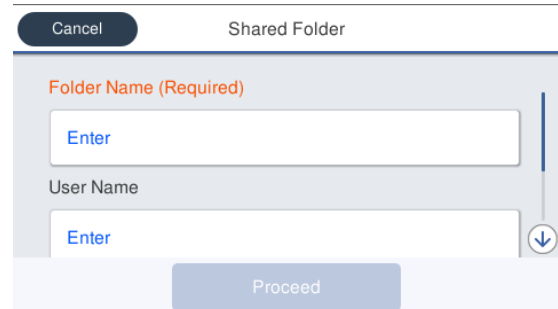 Cancel
Shared Folder
Folder Name (Required)
Enter
User Name
Enter
Proceed